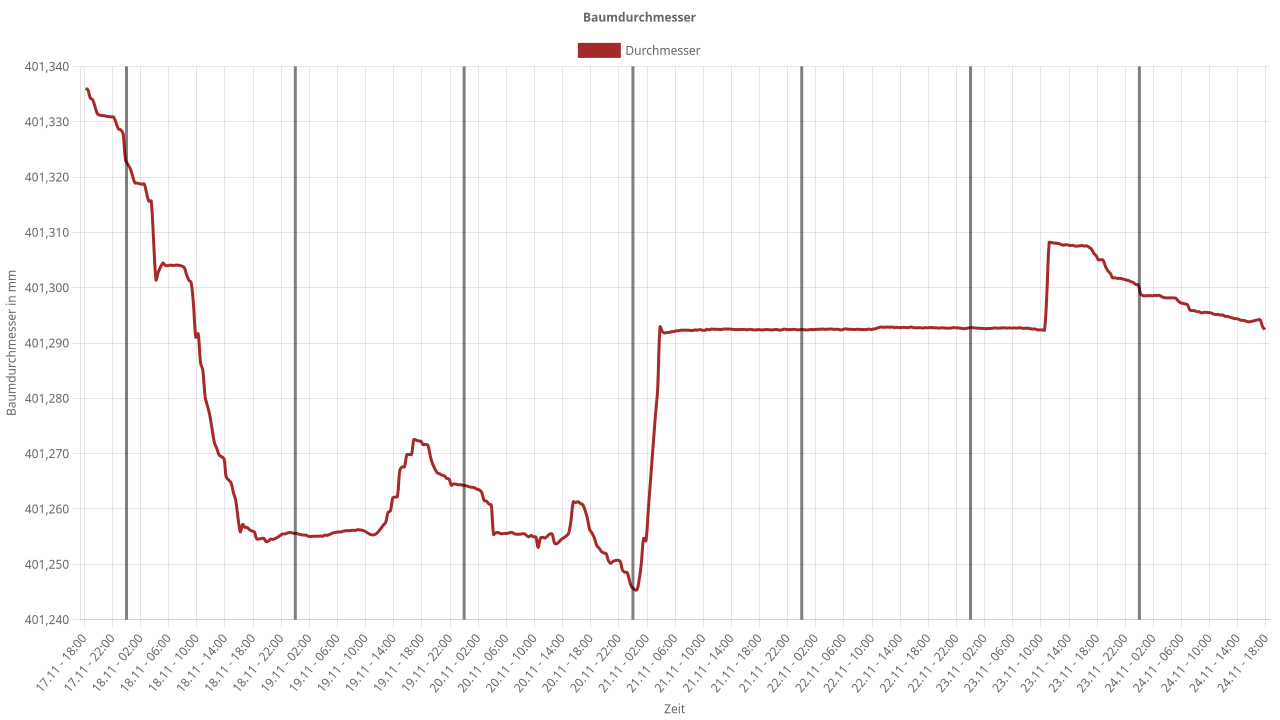 Baumdurchmesser
Durchmesser
401,340
401,330
401,320
401,310
401,300
401,290
401,280
401,270
401,260
401,250
401,240
Baumdurchmesser in mm
17.11 - 18:00
17.11 - 22:00
18.11 - 02:00
18.11 - 06:00
18.11 - 10:00
18.11 - 14:00
18.11 - 18:00
18.11 - 22:00
19.11 - 02:00
19.11 - 06:00
19.11 - 10:00
19.11 - 14:00
19.11 - 18:00
19.11 - 22:00
20.11 - 02:00
20.11 - 06:00
20.11 - 10:00
20.11 - 14:00
20.11 - 18:00
20.11 - 22:00
21.11 - 02:00
21.11 - 06:00
21.11 - 10:00
21.11 - 14:00
21.11 - 18:00
21.11 - 22:00
22.11 - 02:00
22.11 - 06:00
22.11 - 10:00
22.11 - 14:00
22.11 - 18:00
22.11 - 22:00
23.11 - 02:00
23.11 - 06:00
23.11 - 10:00
23.11 - 14:00
23.11 - 18:00
23.11 - 22:00
24.11 - 02:00
24.11 - 06:00
24.11 - 10:00
24.11 - 14:00
24.11 - 18:00
Zeit